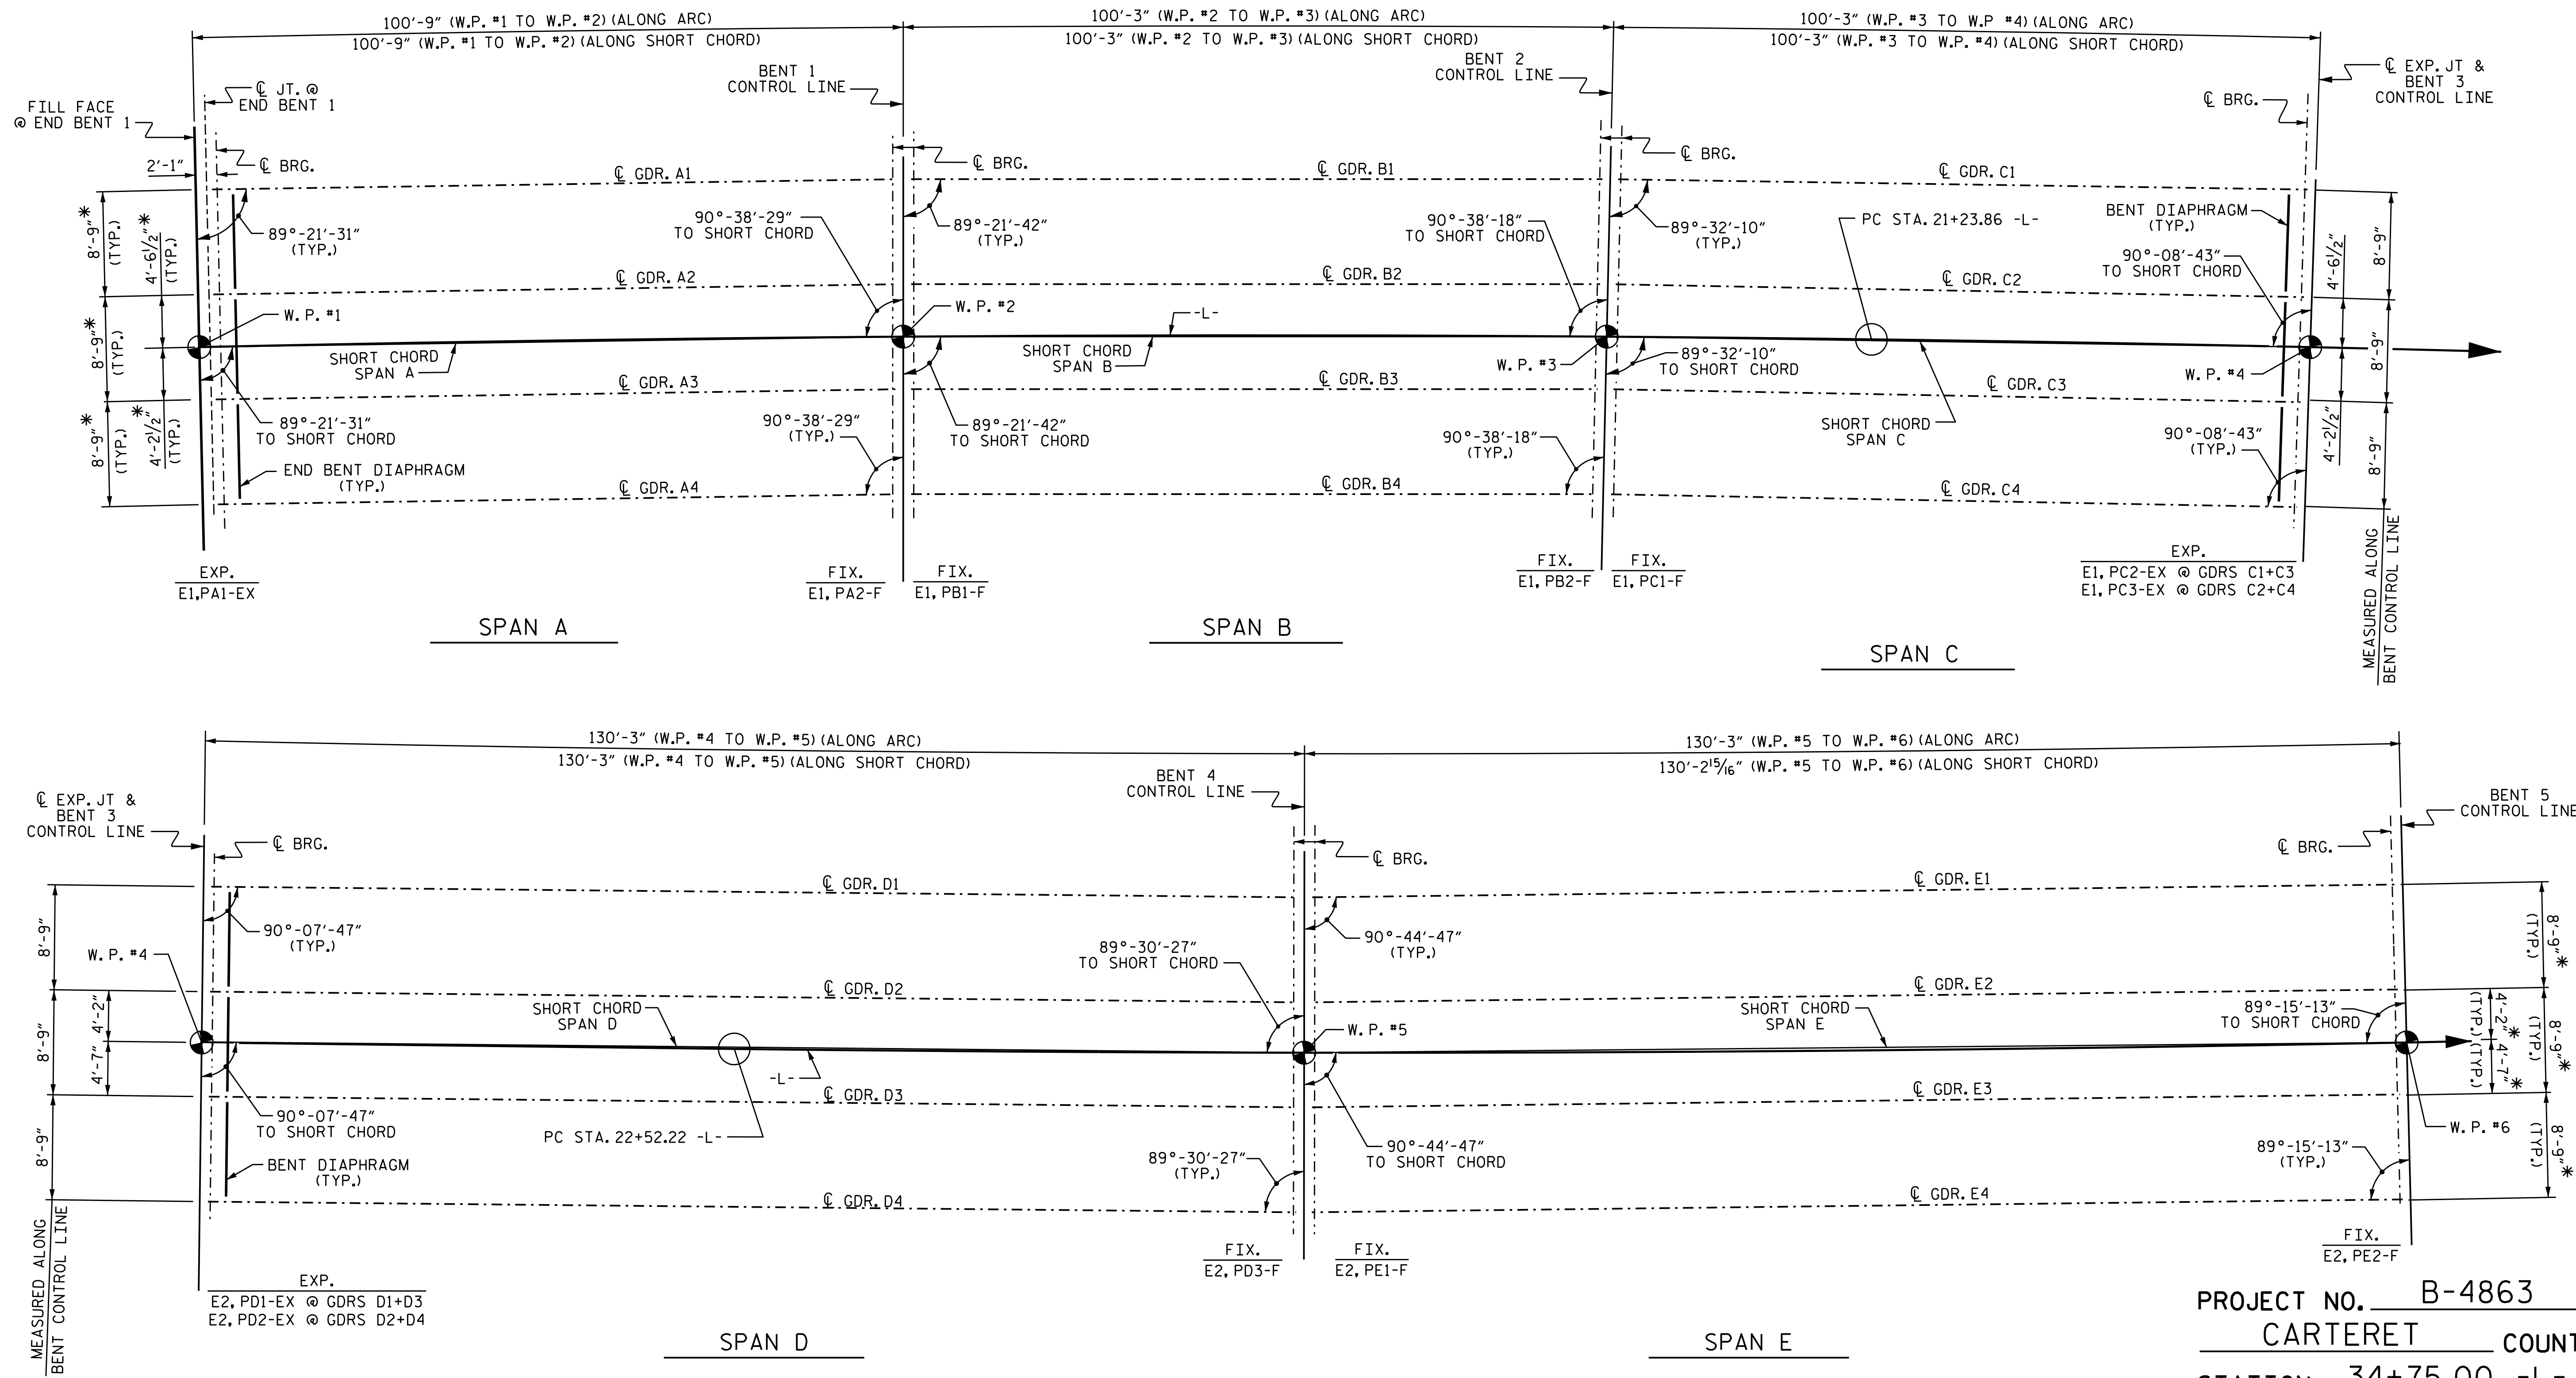 100'-9" (W.P. #1 TO W.P. #2) (ALONG ARC)
100'-9" (W.P. #1 TO W.P. #2) (ALONG SHORT CHORD)
100'-3" (W.P. #2 TO W.P. #3) (ALONG ARC)
100'-3" (W.P. #2 TO W.P. #3) (ALONG SHORT CHORD)
100'-3" (W.P. #3 TO W.P #4) (ALONG ARC)
100'-3" (W.P. #3 TO W.P. #4) (ALONG SHORT CHORD)
FILL FACE
@ END BENT 1
℄ JT. @
END BENT 1
BENT 1
CONTROL LINE
BENT 2
CONTROL LINE
℄ BRG.
℄ EXP. JT &
BENT 3
CONTROL LINE
2'-1"
℄ BRG.
℄ GDR. A1
℄ BRG.
℄ GDR. B1
℄ BRG.
℄ GDR. C1
8'-9"*
(TYP.)
4'-6½"*
(TYP.)
89°-21'-31"
(TYP.)
90°-38'-29"
TO SHORT CHORD
89°-21'-42"
(TYP.)
90°-38'-18"
TO SHORT CHORD
89°-32'-10"
(TYP.)
PC STA. 21+23.86 -L-
BENT DIAPHRAGM
(TYP.)
90°-08'-43"
TO SHORT CHORD
4'-6½"
8'-9"
℄ GDR. A2
℄ GDR. B2
℄ GDR. C2
8'-9"*
(TYP.)
W.P. #1
SHORT CHORD
SPAN A
W.P. #2
SHORT CHORD
SPAN B
-L-
W.P. #3
89°-32'-10"
TO SHORT CHORD
W.P. #4
8'-9"
℄ GDR. A3
℄ GDR. B3
℄ GDR. C3
8'-9"*
(TYP.)
4'-2½"*
(TYP.)
89°-21'-31"
TO SHORT CHORD
90°-38'-29"
(TYP.)
89°-21'-42"
TO SHORT CHORD
90°-38'-18"
(TYP.)
SHORT CHORD
SPAN C
90°-08'-43"
(TYP.)
4'-2½"
8'-9"
END BENT DIAPHRAGM
(TYP.)
℄ GDR. A4
℄ GDR. B4
℄ GDR. C4
EXP.
E1,PA1-EX
FIX.
E1, PA2-F
FIX.
E1, PB1-F
FIX.
E1, PB2-F
FIX.
E1, PC1-F
EXP.
E1, PC2-EX @ GDRS C1+C3
E1, PC3-EX @ GDRS C2+C4
MEASURED ALONG
BENT CONTROL LINE
SPAN A
SPAN B
SPAN C
130'-3" (W.P. #4 TO W.P. #5) (ALONG ARC)
130'-3" (W.P. #4 TO W.P. #5) (ALONG SHORT CHORD)
130'-3" (W.P. #5 TO W.P. #6) (ALONG ARC)
130'-2¹⁵⁄₁₆" (W.P. #5 TO W.P. #6) (ALONG SHORT CHORD)
℄ EXP. JT &
BENT 3
CONTROL LINE
℄ BRG.
BENT 4
CONTROL LINE
℄ BRG.
℄ BRG.
BENT 5
CONTROL LINE
℄ GDR. D1
℄ GDR. E1
8'-9"
90°-07'-47"
(TYP.)
W.P. #4
89°-30'-27"
TO SHORT CHORD
90°-44'-47"
(TYP.)
8'-9"*
(TYP.)
℄ GDR. D2
℄ GDR. E2
8'-9"
4'-2"
4'-7"
SHORT CHORD
SPAN D
W.P. #5
SHORT CHORD
SPAN E
89°-15'-13"
TO SHORT CHORD
4'-2"*
(TYP.)
4'-7"*
(TYP.)
8'-9"*
(TYP.)
-L-
℄ GDR. D3
℄ GDR. E3
8'-9"
90°-07'-47"
TO SHORT CHORD
PC STA. 22+52.22 -L-
BENT DIAPHRAGM
(TYP.)
89°-30'-27"
(TYP.)
90°-44'-47"
TO SHORT CHORD
89°-15'-13"
(TYP.)
W.P. #6
8'-9"*
(TYP.)
℄ GDR. D4
℄ GDR. E4
MEASURED ALONG
BENT CONTROL LINE
EXP.
E2, PD1-EX @ GDRS D1+D3
E2, PD2-EX @ GDRS D2+D4
FIX.
E2, PD3-F
FIX.
E2, PE1-F
FIX.
E2, PE2-F
SPAN D
SPAN E
PROJECT NO. B-4863
CARTERET COUNT
34+75.00 -L-